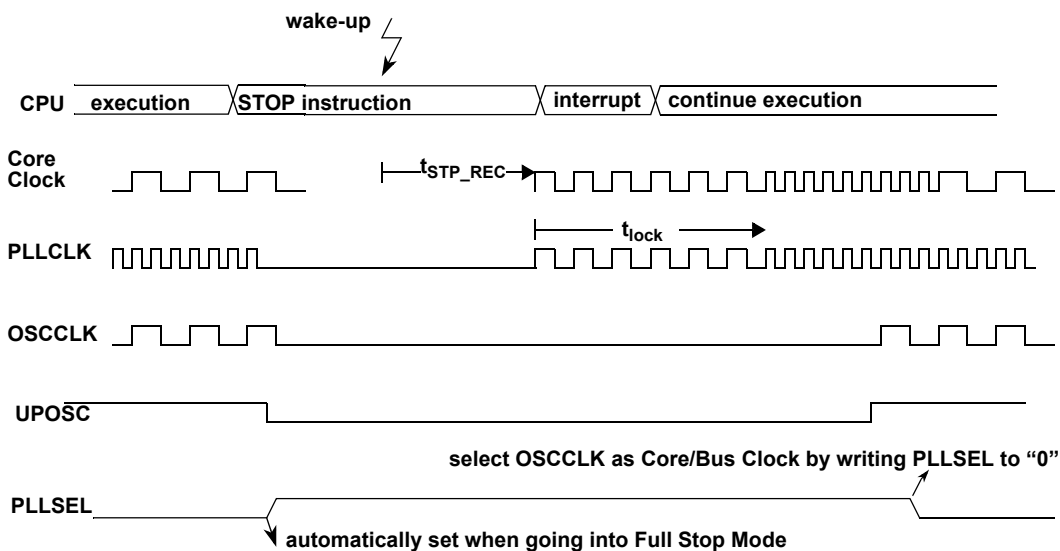 wake-up
CPU execution STOP instruction interrupt continue execution
Core
Clock
tSTP_REC
tlock
PLLCLK
OSCCLK
UPOSC
select OSCCLK as Core/Bus Clock by writing PLLSEL to “0”
PLLSEL
automatically set when going into Full Stop Mode